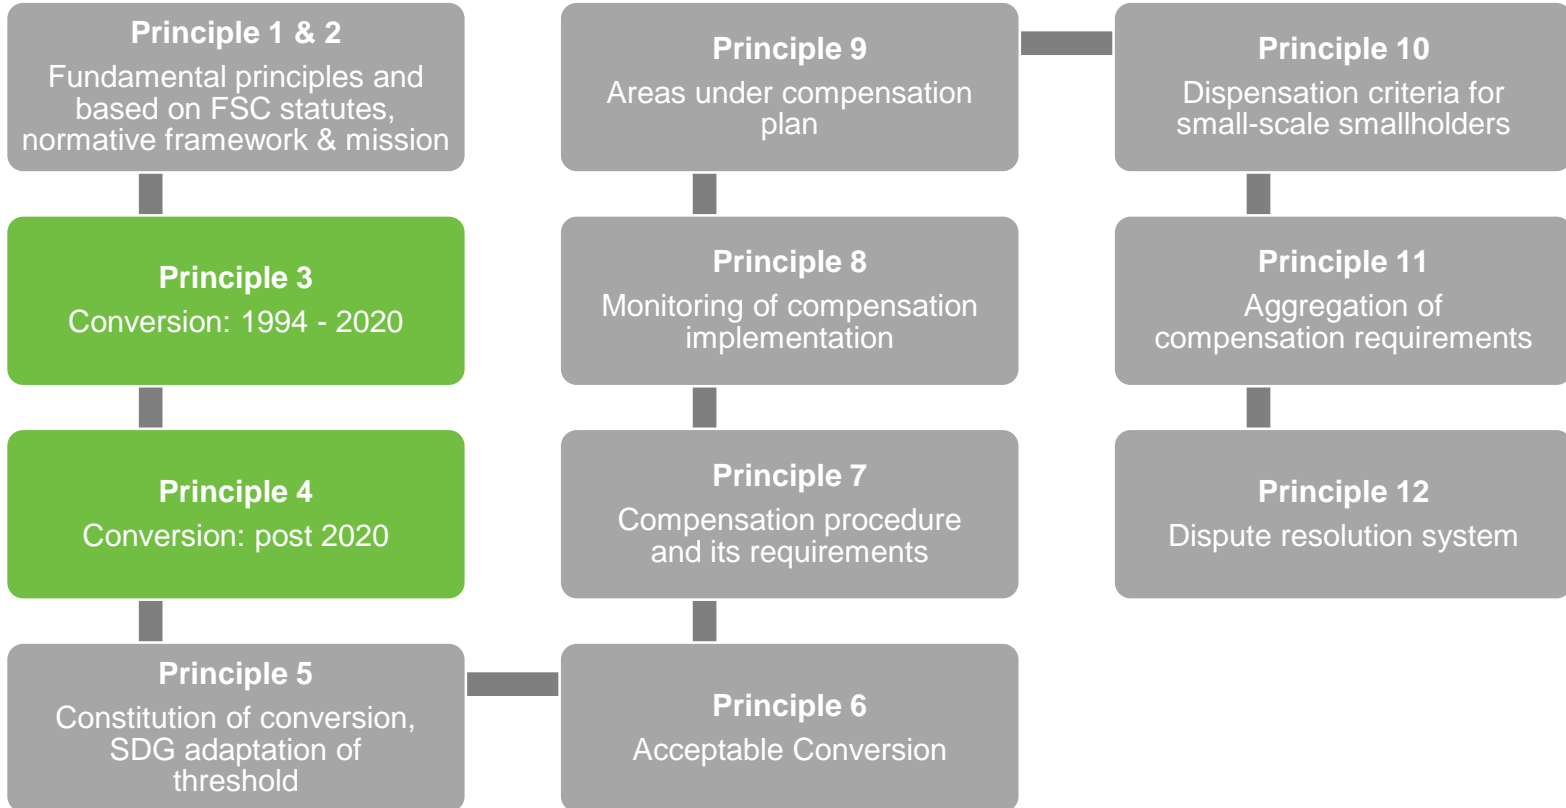 Principle 1 & 2
Fundamental principles and
based on FSC statutes,
normative framework & mission
Principle 3
Conversion: 1994 - 2020
Principle 4
Conversion: post 2020
Principle 5
Constitution of conversion,
SDG adaptation of
threshold
Principle 6
Acceptable Conversion
Principle 7
Compensation procedure
and its requirements
Principle 8
Monitoring of compensation
implementation
Principle 9
Areas under compensation
plan
Principle 10
Dispensation criteria for
small-scale smallholders
Principle 11
Aggregation of
compensation requirements
Principle 12
Dispute resolution system